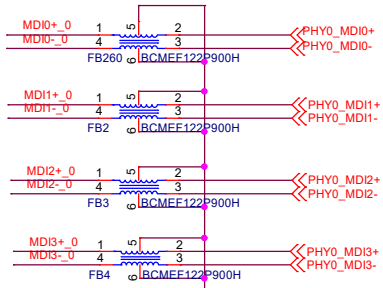 MDI0+_0 1 5 2 PHY0_MDI0+
MDI0-_0 4 3 PHY0_MDI0-
6
FB260 BCMEF122P900H
MDI1+_0 1 5 2 PHY0_MDI1+
MDI1-_0 4 3 PHY0_MDI1-
6
FB2 BCMEF122P900H
MDI2+_0 1 5 2 PHY0_MDI2+
MDI2-_0 4 3 PHY0_MDI2-
6
FB3 BCMEF122P900H
MDI3+_0 1 5 2 PHY0_MDI3+
MDI3-_0 4 3 PHY0_MDI3-
6
FB4 BCMEF122P900H